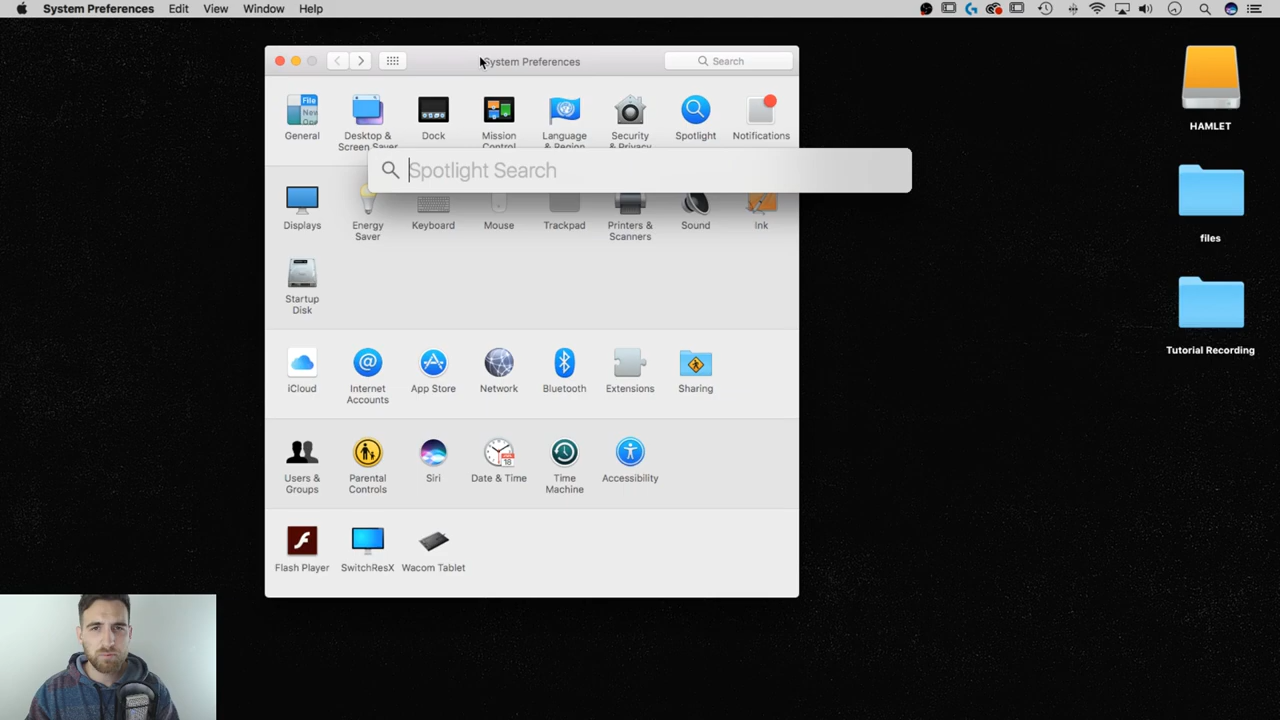 System Preferences Edit View Window Help
System Preferences
Search
General
Desktop &
Screen Saver
Dock
Mission
Control
Language
& Region
Security
& Privacy
Spotlight
Notifications
Spotlight Search
Displays
Energy
Saver
Keyboard
Mouse
Trackpad
Printers &
Scanners
Sound
Ink
Startup
Disk
iCloud
Internet
Accounts
App Store
Network
Bluetooth
Extensions
Sharing
Users &
Groups
Parental
Controls
Siri
Date & Time
Time
Machine
Accessibility
Flash Player
SwitchResX
Wacom Tablet
HAMLET
files
Tutorial Recording